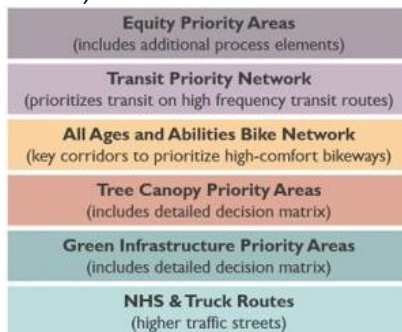 Equity Priority Areas
(includes additional process elements)
Transit Priority Network
(prioritizes transit on high frequency transit routes)
All Ages and Abilities Bike Network
(key corridors to prioritize high-comfort bikeways)
Tree Canopy Priority Areas
(includes detailed decision matrix)
Green Infrastructure Priority Areas
(includes detailed decision matrix)
NHS & Truck Routes
(higher traffic streets)